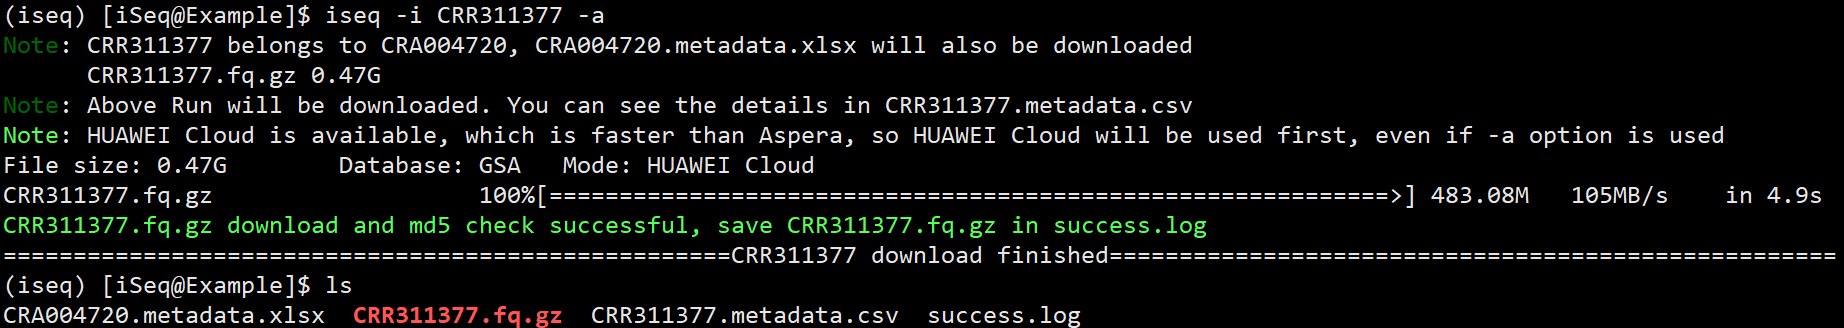 (iseq) [iSeq@Example]$ iseq -i CRR311377 -a
Note: CRR311377 belongs to CRA004720, CRA004720.metadata.xlsx will also be downloaded
      CRR311377.fq.gz 0.47G
Note: Above Run will be downloaded. You can see the details in CRR311377.metadata.csv
Note: HUAWEI Cloud is available, which is faster than Aspera, so HUAWEI Cloud will be used first, even if -a option is used
File size: 0.47G        Database: GSA   Mode: HUAWEI Cloud
CRR311377.fq.gz                   100%[============================================================>] 483.08M   105MB/s    in 4.9s
CRR311377.fq.gz download and md5 check successful, save CRR311377.fq.gz in success.log
====================================================CRR311377 download finished====================================================
(iseq) [iSeq@Example]$ ls
CRA004720.metadata.xlsx  CRR311377.fq.gz  CRR311377.metadata.csv  success.log